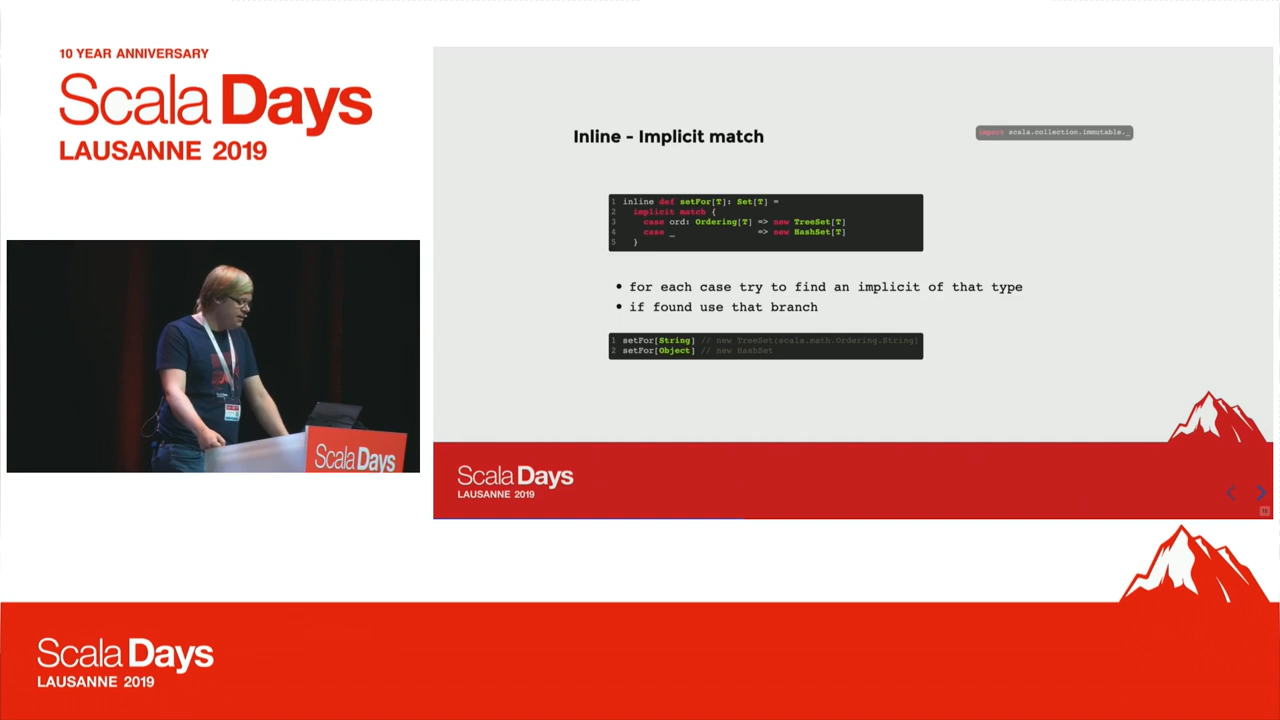 10 YEAR ANNIVERSARY
Scala Days
LAUSANNE 2019
Inline - Implicit match
import scala.collection.immutable._
1 inline def setFor[T]: Set[T] =
2 implicit match {
3 case ord: Ordering[T] => new TreeSet[T]
4 case _ => new HashSet[T]
5 }
• for each case try to find an implicit of that type
• if found use that branch
1 setFor[String] // new TreeSet(scala.math.Ordering.String)
2 setFor[Object] // new HashSet
Scala Days
Scala Days
LAUSANNE 2019
Scala Days
LAUSANNE 2019